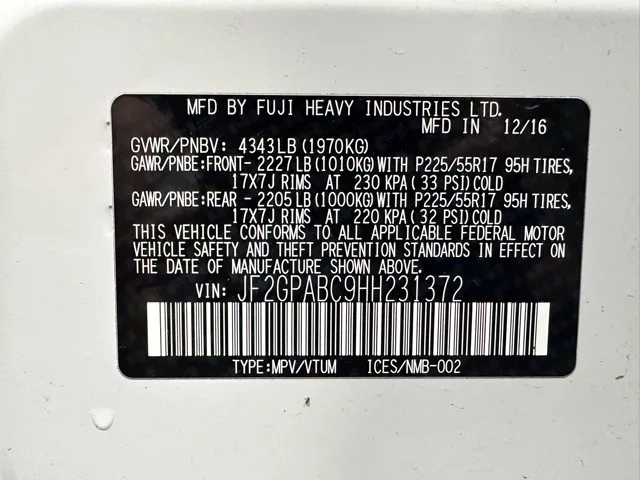 MFD BY FUJI HEAVY INDUSTRIES LTD.
MFD IN 12/16
GVWR/PNBV: 4343LB (1970KG)
GAWR/PNBE:FRONT- 2227LB (1010KG) WITH P225/55R17 95H TIRES,
17X7J RIMS AT 230 KPA (33 PSI) COLD
GAWR/PNBE:REAR - 2205LB (1000KG) WITH P225/55R17 95H TIRES,
17X7J RIMS AT 220 KPA (32 PSI) COLD
THIS VEHICLE CONFORMS TO ALL APPLICABLE FEDERAL MOTOR
VEHICLE SAFETY AND THEFT PREVENTION STANDARDS IN EFFECT ON
THE DATE OF MANUFACTURE SHOWN ABOVE.
VIN: JF2GPABC9HH231372
TYPE:MPV/VTUM ICES/NMB-002